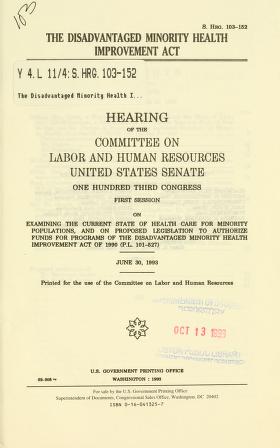 153
S. HRG. 103–152
THE DISADVANTAGED MINORITY HEALTH
IMPROVEMENT ACT
Y 4. L 11/4: S. HRG. 103-152
The Disadvantaged Minority Health I...
HEARING
OF THE
COMMITTEE ON
LABOR AND HUMAN RESOURCES
UNITED STATES SENATE
ONE HUNDRED THIRD CONGRESS
FIRST SESSION
ON
EXAMINING THE CURRENT STATE OF HEALTH CARE FOR MINORITY
POPULATIONS, AND ON PROPOSED LEGISLATION TO AUTHORIZE
FUNDS FOR PROGRAMS OF THE DISADVANTAGED MINORITY HEALTH
IMPROVEMENT ACT OF 1990 (P.L. 101–527)
JUNE 30, 1993
Printed for the use of the Committee on Labor and Human Resources
OCT 13 1993
U.S. GOVERNMENT PRINTING OFFICE
WASHINGTON : 1993
For sale by the U.S. Government Printing Office
Superintendent of Documents, Congressional Sales Office, Washington, DC 20402
ISBN 0-16-041325-7